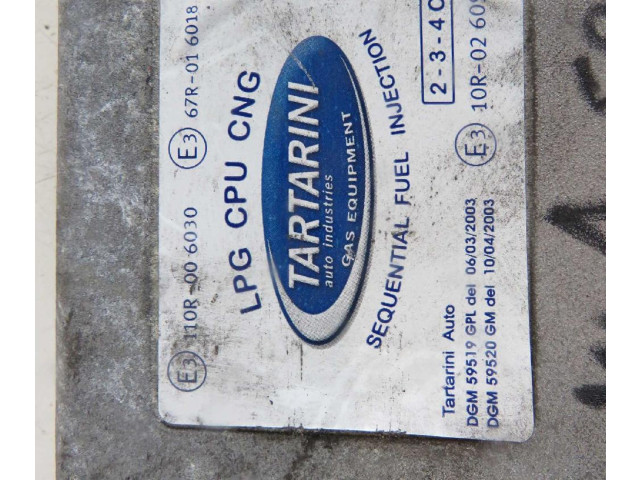 E3 110R-00 6030 E3 67R-01 6018
LPG CPU CNG
TARTARINI
auto industries
GAS EQUIPMENT
SEQUENTIAL FUEL INJECTION
2-3-4
Tartarini Auto E3 10R-02
DGM 59519 GPL del 06/03/2003
DGM 59520 GM del 10/04/2003